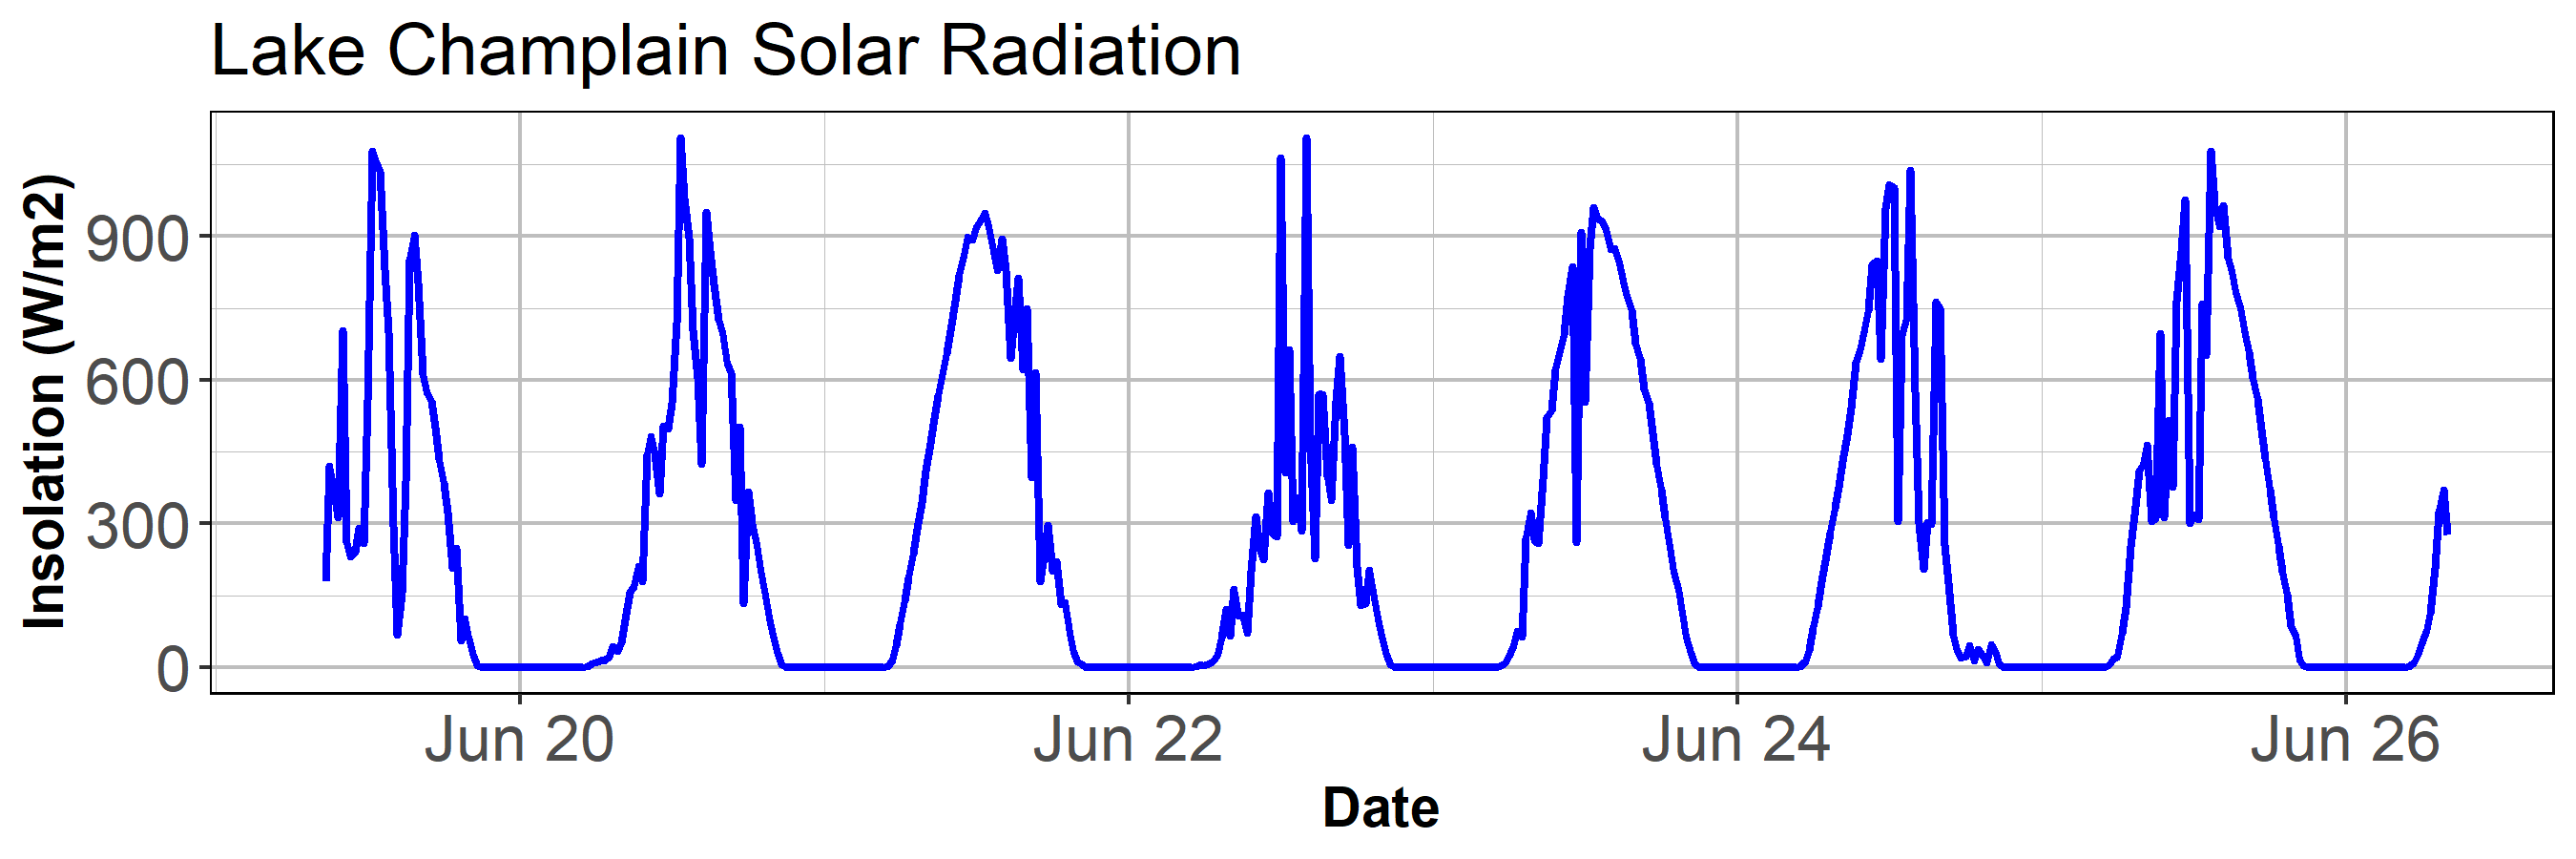 Lake Champlain Solar Radiation
Insolation (W/m2)
900
600
300
0
Jun 20 Jun 22 Jun 24 Jun 26
Date